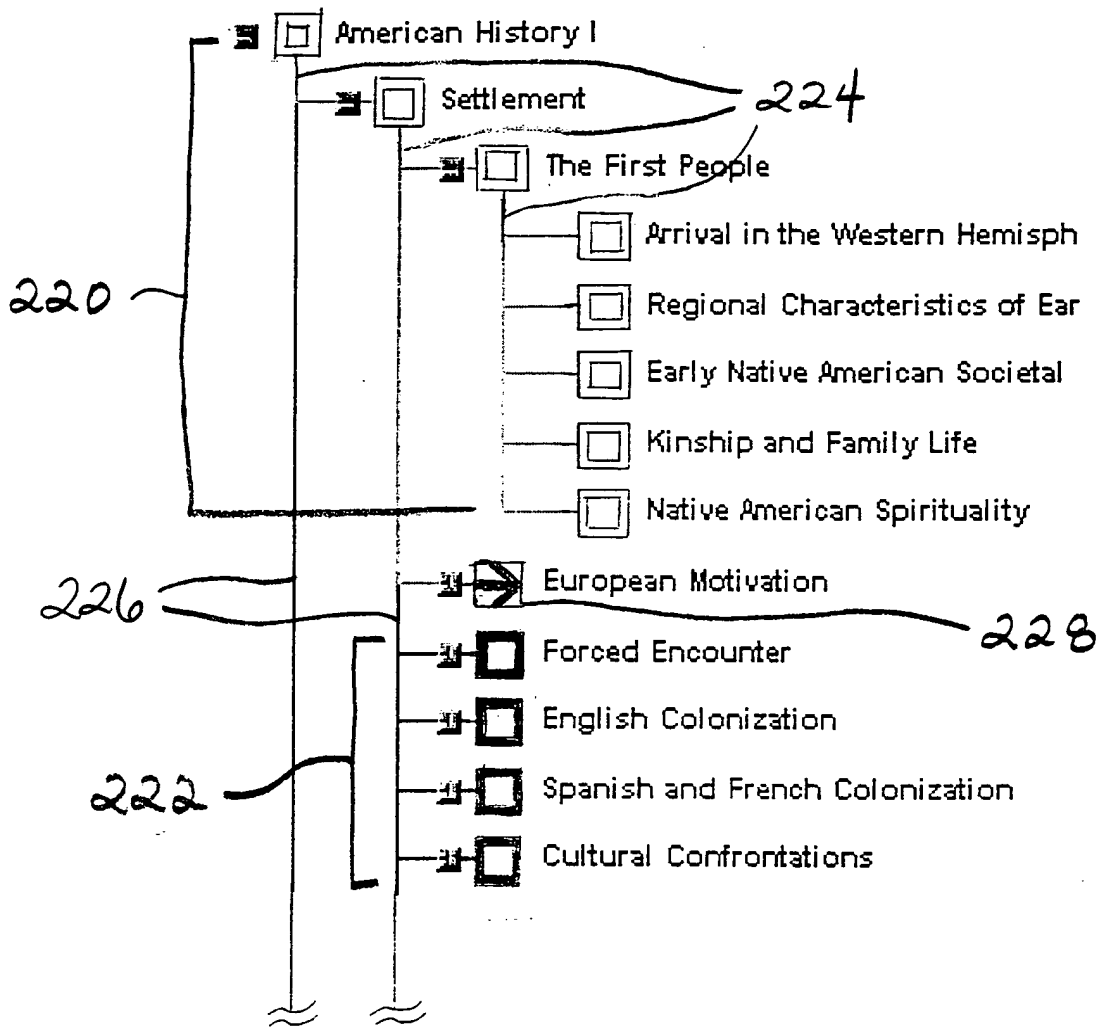 American History I
Settlement
224
The First People
Arrival in the Western Hemisph
220
Regional Characteristics of Ear
Early Native American Societal
Kinship and Family Life
Native American Spirituality
European Motivation
226
228
Forced Encounter
English Colonization
222
Spanish and French Colonization
Cultural Confrontations